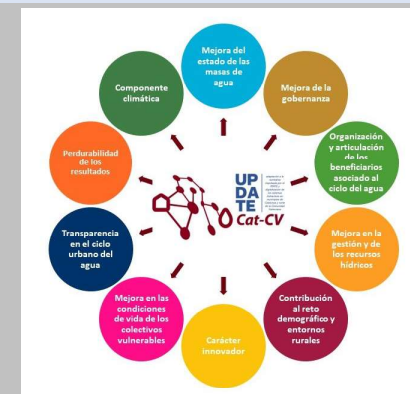 Mejora del
estado de las
masas de
agua
Mejora de la
gobernanza
Organización
y articulación
de los
beneficiarios
asociado al
ciclo del agua
Mejora en la
gestión y de
los recursos
hídricos
Contribución
al reto
demográfico y
entornos
rurales
Carácter
innovador
Mejora en las
condiciones
de vida de los
colectivos
vulnerables
Transparencia
en el ciclo
urbano del
agua
Perdurabilidad
de los
resultados
Componente
climática
UP
DA
TE
Cat-CV